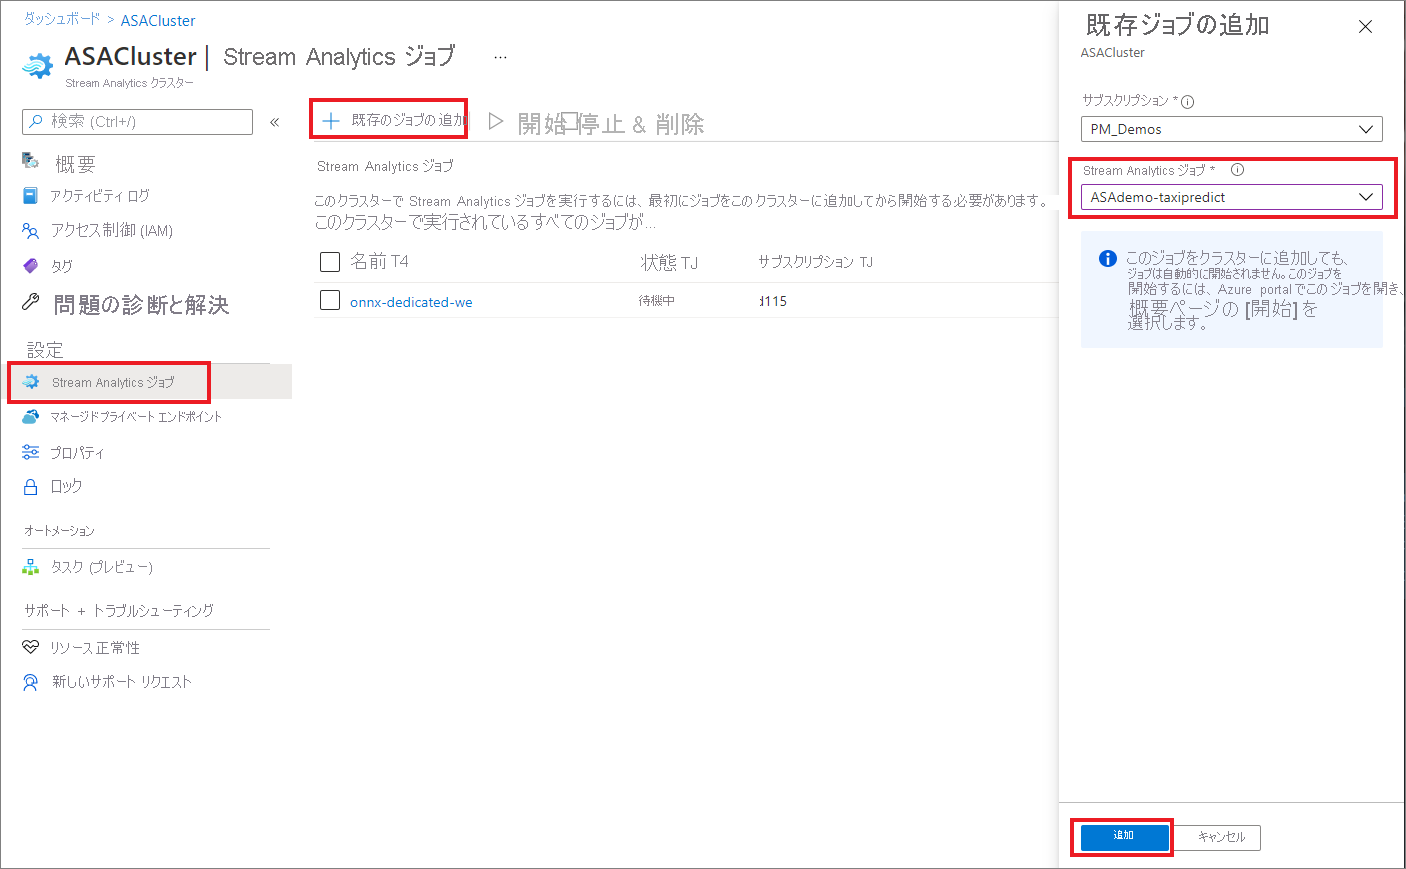 ダッシュボード > ASACluster
ASACluster | Stream Analytics ジョブ ...
Stream Analytics クラスター
検索 (Ctrl+/) «
概要
アクティビティ ログ
アクセス制御 (IAM)
タグ
問題の診断と解決
設定
Stream Analytics ジョブ
マネージド プライベート エンドポイント
プロパティ
ロック
オートメーション
タスク (プレビュー)
サポート + トラブルシューティング
リソース正常性
新しいサポート リクエスト
+ 既存のジョブの追加 開始 停止 & 削除
Stream Analytics ジョブ
このクラスターで Stream Analytics ジョブを実行するには、最初にジョブをこのクラスターに追加してから開始する必要があります。
このクラスターで実行されているすべてのジョブが...
名前 T4 状態 TJ サブスクリプション TJ
onnx-dedicated-we 待機中 d115
既存ジョブの追加
ASACluster
サブスクリプション *
PM_Demos
Stream Analytics ジョブ *
ASAdemo-taxipredict
このジョブをクラスターに追加しても、
ジョブは自動的に開始されません。このジョブを
開始するには、Azure portal でこのジョブを開き、
概要ページの [開始] を
選択します。
追加 キャンセル